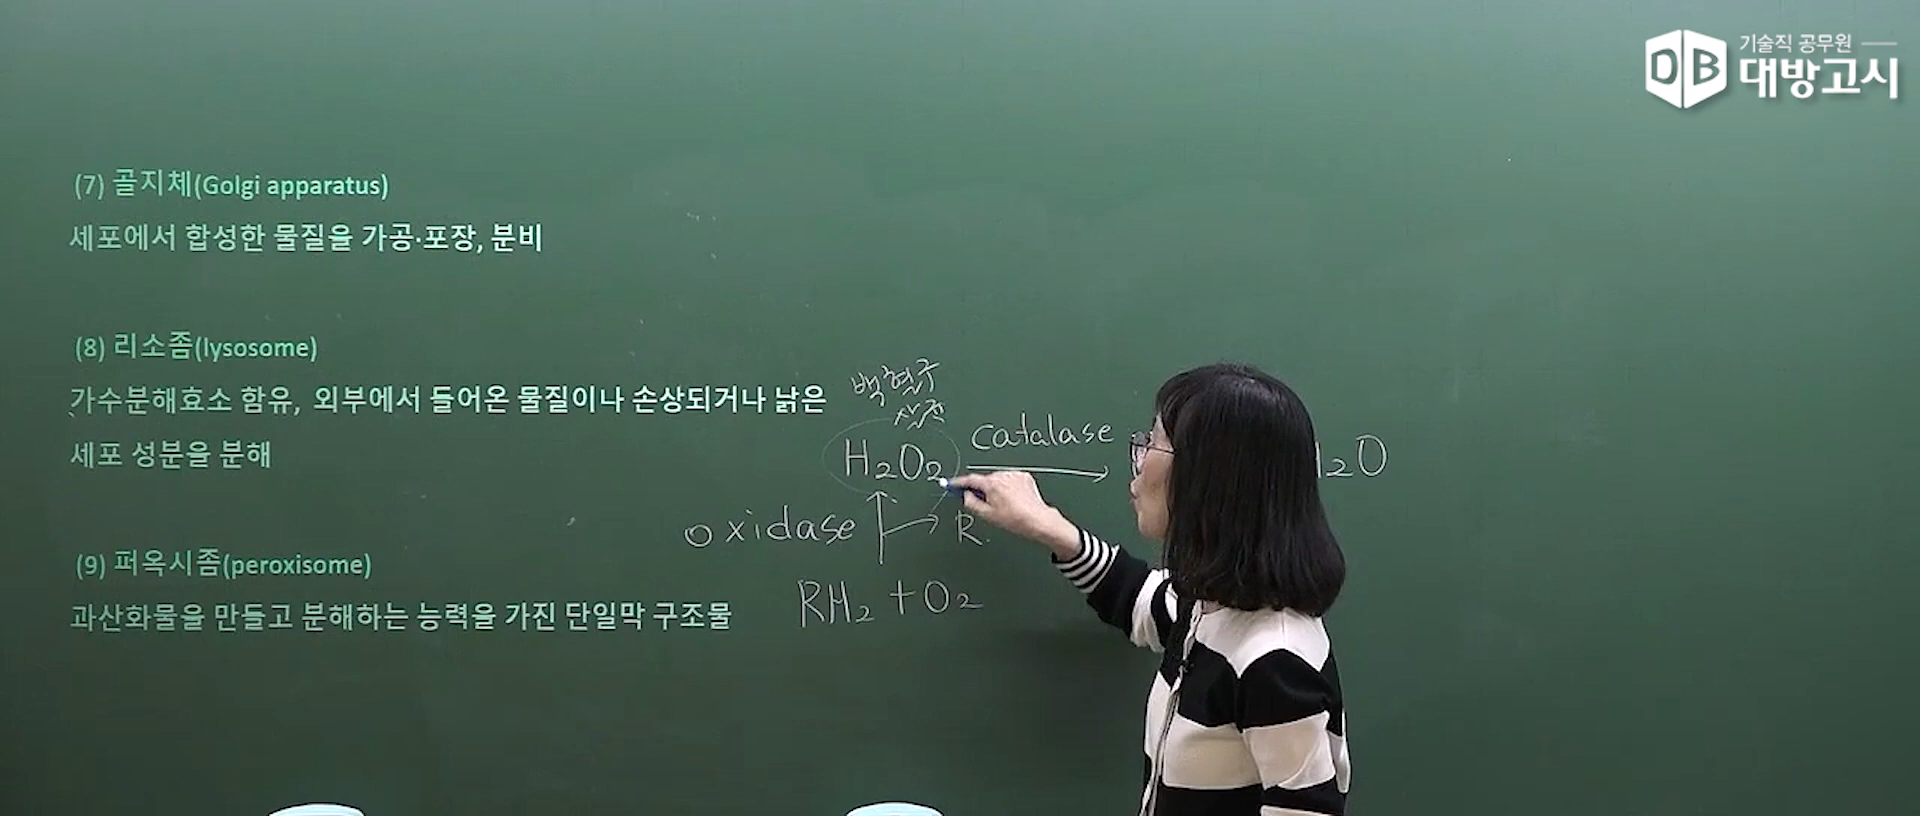 기술직 공무원
DB 대방고시
(7) 골지체(Golgi apparatus)
세포에서 합성한 물질을 가공·포장, 분비
(8) 리소좀(lysosome)
가수분해효소 함유, 외부에서 들어온 물질이나 손상되거나 낡은
세포 성분을 분해
(9) 퍼옥시좀(peroxisome)
과산화물을 만들고 분해하는 능력을 가진 단일막 구조물
백혈구
H₂O₂ catalase ₂O
oxidase R
RH₂ + O₂